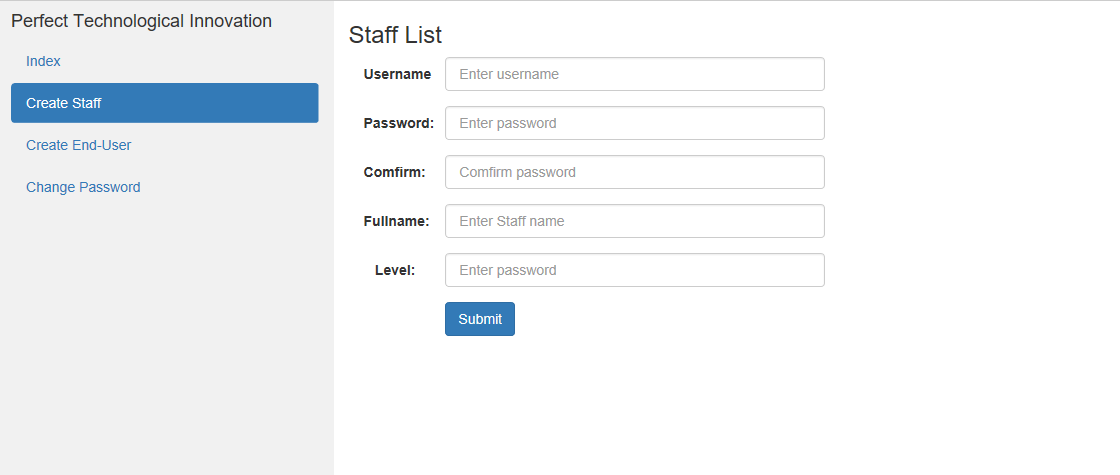 Perfect Technological Innovation
Index
Create Staff
Create End-User
Change Password
Staff List
Username Enter username
Password: Enter password
Comfirm: Comfirm password
Fullname: Enter Staff name
Level: Enter password
Submit